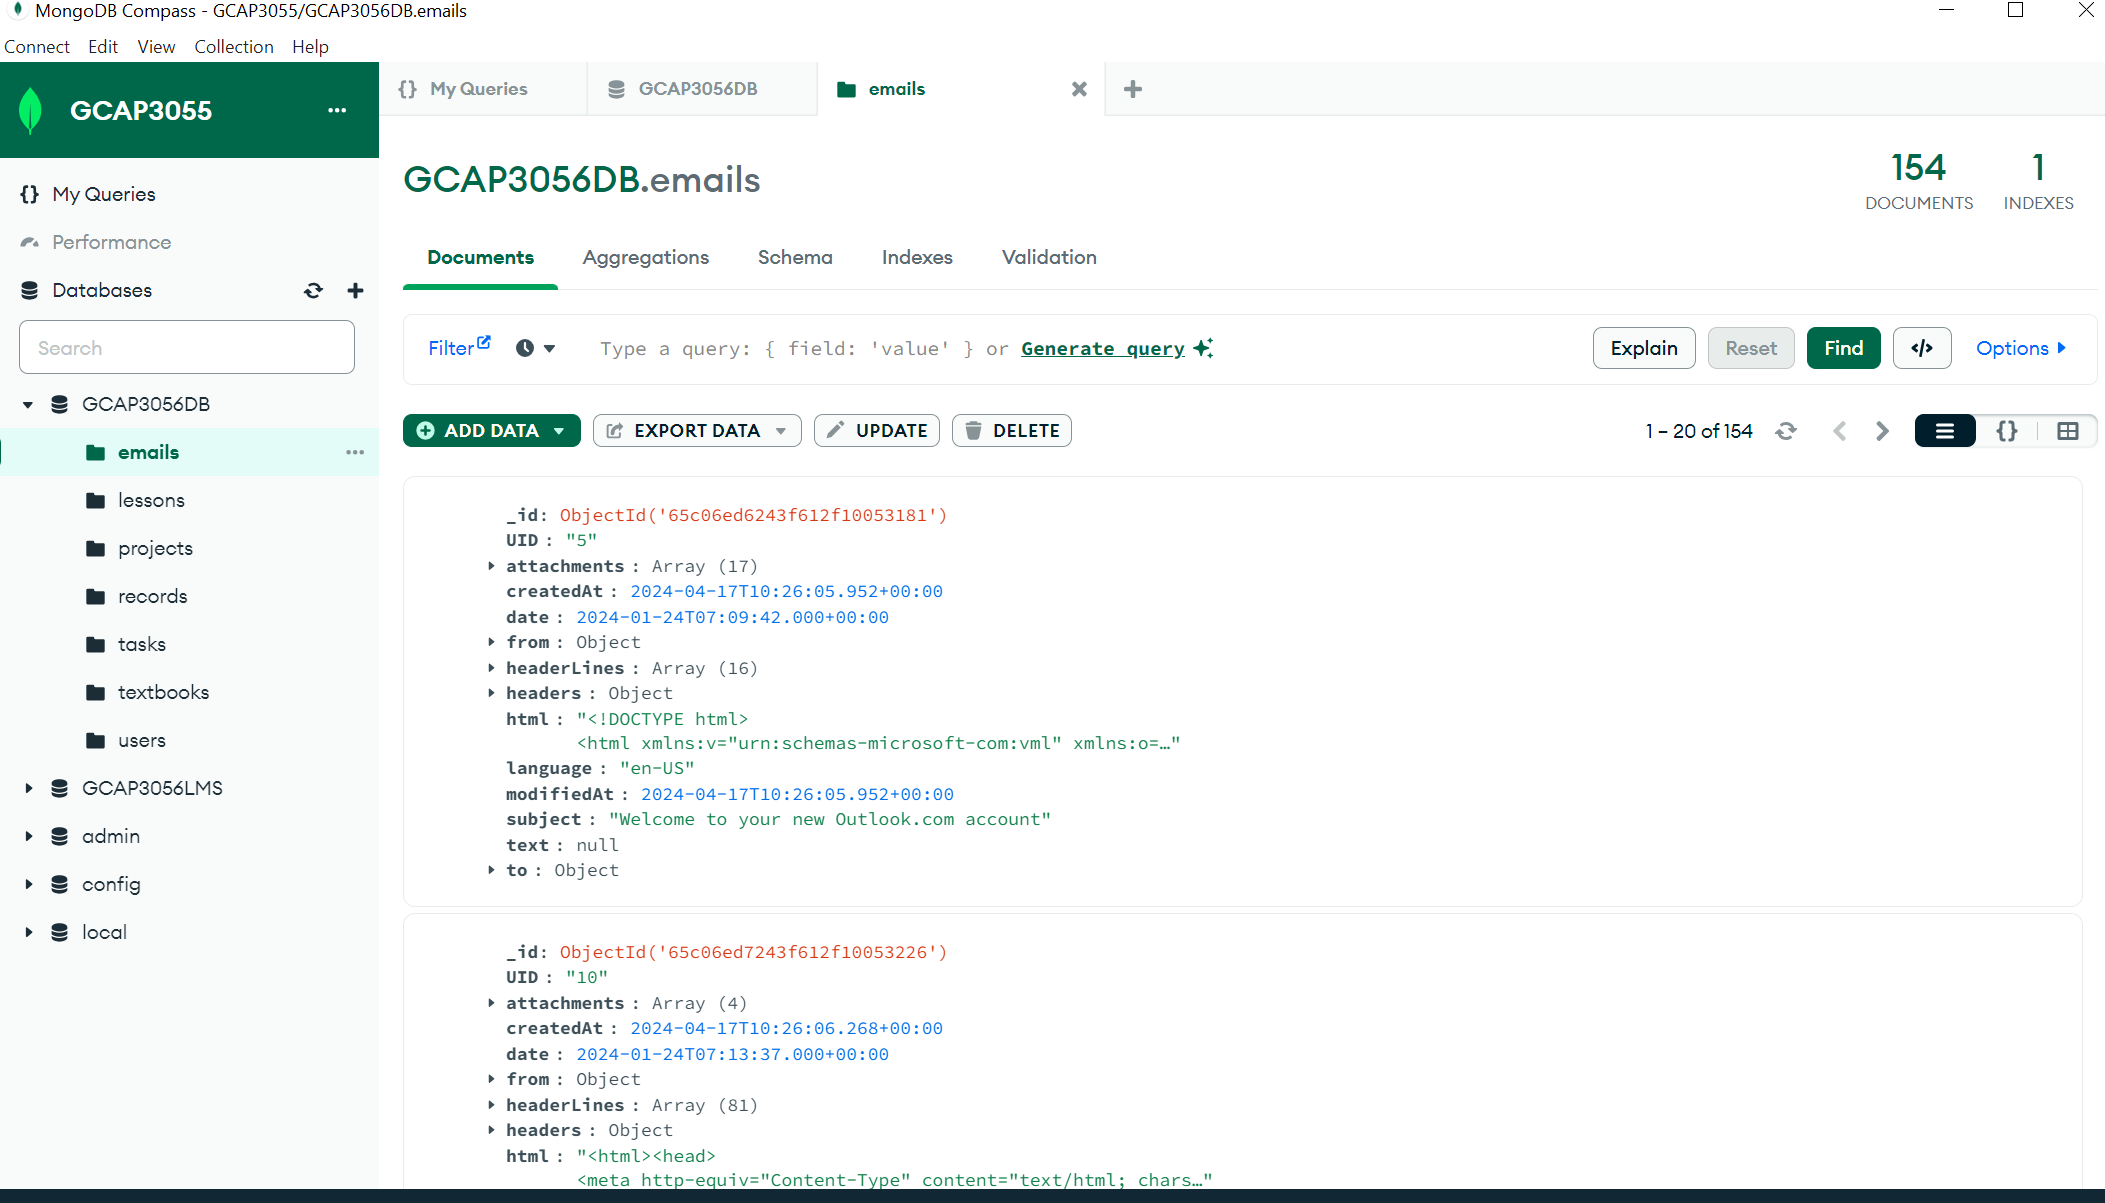 MongoDB Compass - GCAP3055/GCAP3056DB.emails
Connect Edit View Collection Help
GCAP3055
My Queries
Performance
Databases
Search
GCAP3056DB
emails
lessons
projects
records
tasks
textbooks
users
GCAP3056LMS
admin
config
local
{} My Queries GCAP3056DB emails
GCAP3056DB.emails
154 1
DOCUMENTS INDEXES
Documents Aggregations Schema Indexes Validation
Filter Type a query: { field: 'value' } or Generate query Explain Reset Find </> Options
ADD DATA EXPORT DATA UPDATE DELETE 1 – 20 of 154 {}
_id: ObjectId('65c06ed6243f612f10053181')
UID : "5"
attachments : Array (17)
createdAt : 2024-04-17T10:26:05.952+00:00
date : 2024-01-24T07:09:42.000+00:00
from : Object
headerLines : Array (16)
headers : Object
html : "<!DOCTYPE html>
<html xmlns:v="urn:schemas-microsoft-com:vml" xmlns:o=…"
language : "en-US"
modifiedAt : 2024-04-17T10:26:05.952+00:00
subject : "Welcome to your new Outlook.com account"
text : null
to : Object
_id: ObjectId('65c06ed7243f612f10053226')
UID : "10"
attachments : Array (4)
createdAt : 2024-04-17T10:26:06.268+00:00
date : 2024-01-24T07:13:37.000+00:00
from : Object
headerLines : Array (81)
headers : Object
html : "<html><head>
<meta http-equiv="Content-Type" content="text/html; chars…"